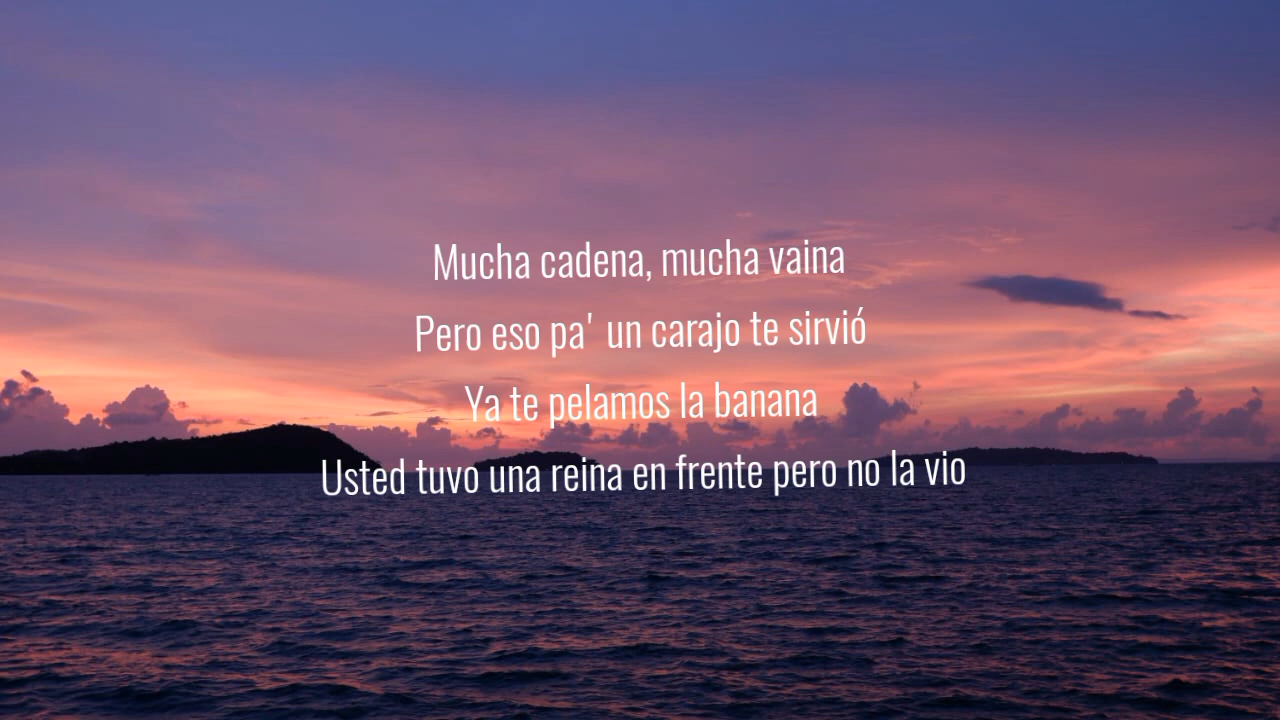 Mucha cadena, mucha vaina
Pero eso pa' un carajo te sirvió
Ya te pelamos la banana
Usted tuvo una reina en frente pero no la vio